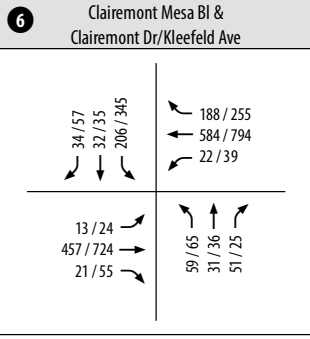 6
Clairemont Mesa Bl &
Clairemont Dr/Kleefeld Ave
34 / 57
32 / 35
206 / 345
188 / 255
584 / 794
22 / 39
13 / 24
457 / 724
21 / 55
59 / 65
31 / 36
51 / 25